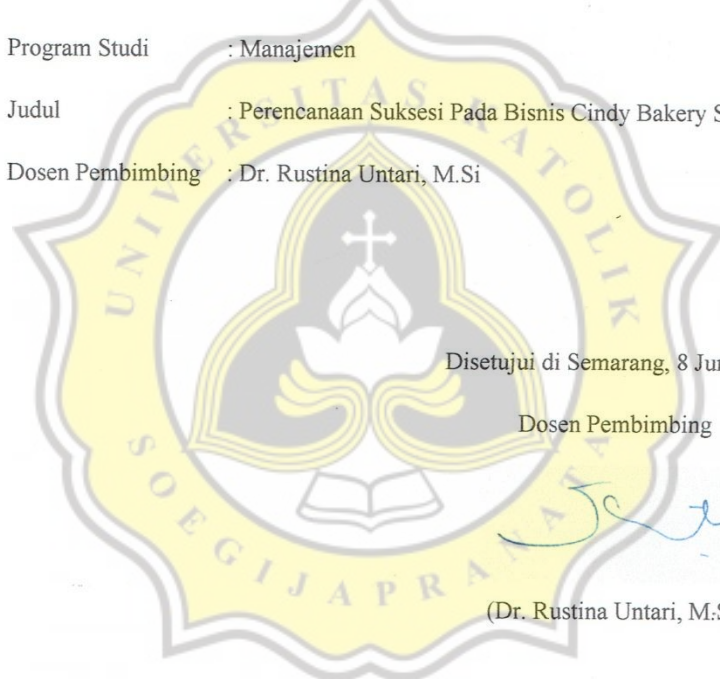 Program Studi : Manajemen
Judul : Perencanaan Suksesi Pada Bisnis Cindy Bakery S
Dosen Pembimbing : Dr. Rustina Untari, M.Si
UNIVERSITAS KATOLIK
SOEGIJAPRANATA
Disetujui di Semarang, 8 Jun
Dosen Pembimbing
(Dr. Rustina Untari, M.S